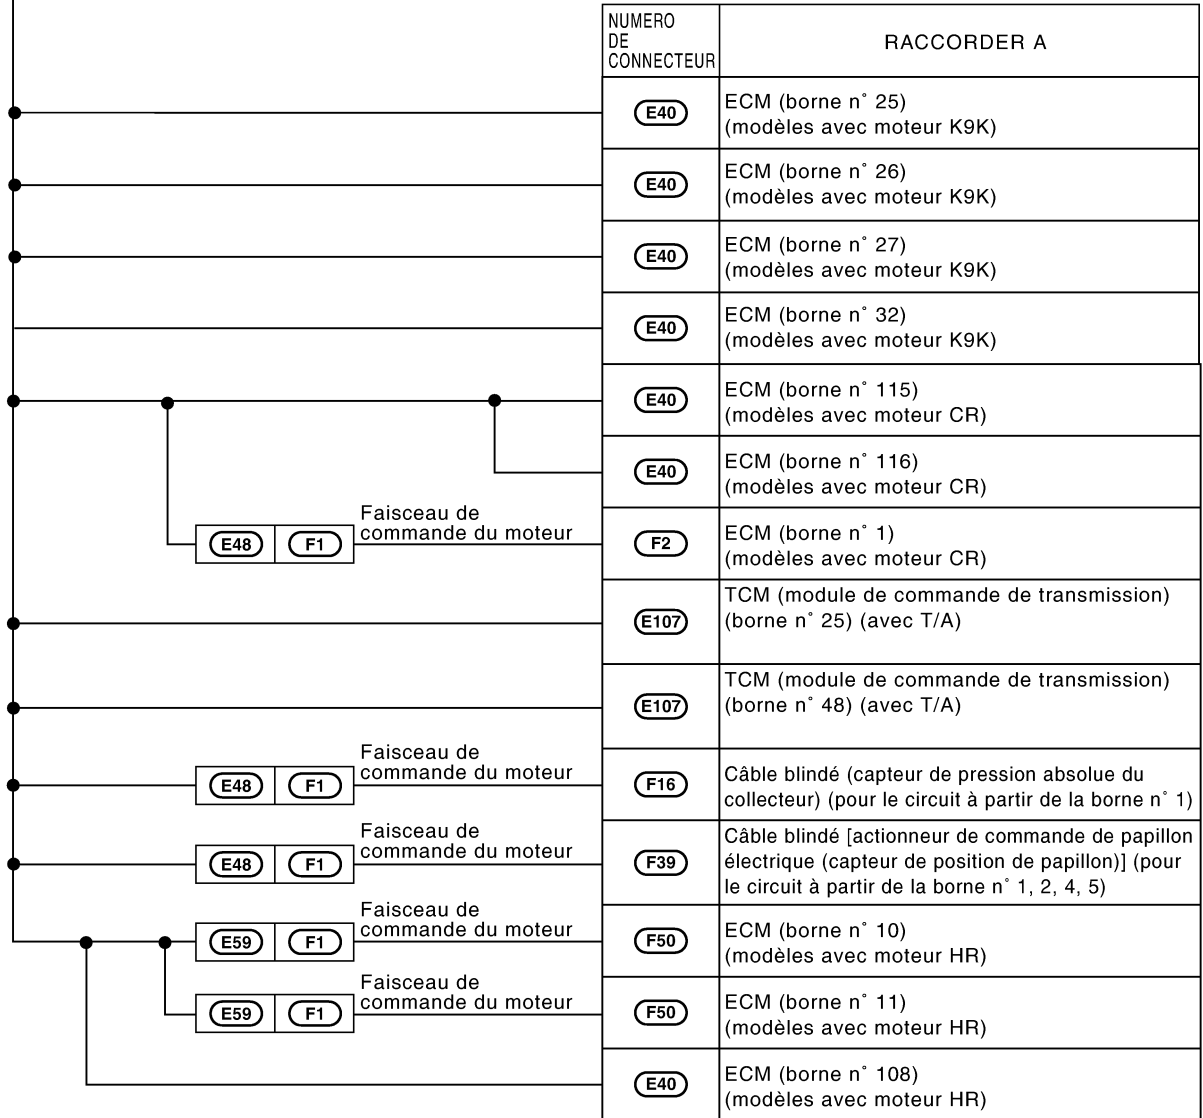 NUMERO
DE
CONNECTEUR
RACCORDER A
E40
ECM (borne n° 25)
(modèles avec moteur K9K)
E40
ECM (borne n° 26)
(modèles avec moteur K9K)
E40
ECM (borne n° 27)
(modèles avec moteur K9K)
E40
ECM (borne n° 32)
(modèles avec moteur K9K)
E40
ECM (borne n° 115)
(modèles avec moteur CR)
E40
ECM (borne n° 116)
(modèles avec moteur CR)
Faisceau de
commande du moteur
E48 F1
F2
ECM (borne n° 1)
(modèles avec moteur CR)
E107
TCM (module de commande de transmission)
(borne n° 25) (avec T/A)
E107
TCM (module de commande de transmission)
(borne n° 48) (avec T/A)
Faisceau de
commande du moteur
E48 F1
F16
Câble blindé (capteur de pression absolue du
collecteur) (pour le circuit à partir de la borne n° 1)
Faisceau de
commande du moteur
E48 F1
F39
Câble blindé [actionneur de commande de papillon
électrique (capteur de position de papillon)] (pour
le circuit à partir de la borne n° 1, 2, 4, 5)
Faisceau de
commande du moteur
E59 F1
F50
ECM (borne n° 10)
(modèles avec moteur HR)
Faisceau de
commande du moteur
E59 F1
F50
ECM (borne n° 11)
(modèles avec moteur HR)
E40
ECM (borne n° 108)
(modèles avec moteur HR)